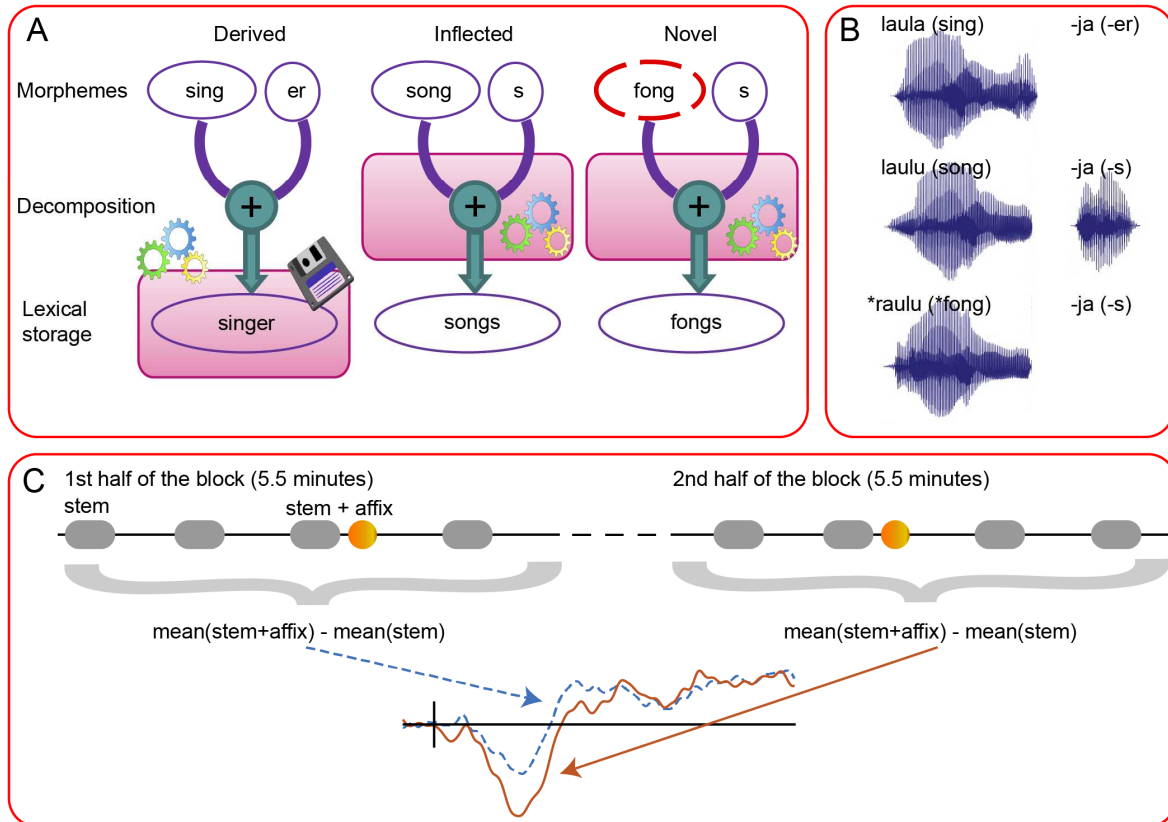 A
Derived
Inflected
Novel
Morphemes
sing
er
song
s
fong
s
Decomposition
+
+
+
Lexical
storage
singer
songs
fongs
B
laula (sing)
-ja (-er)
laulu (song)
-ja (-s)
*raulu (*fong)
-ja (-s)
C
1st half of the block (5.5 minutes)
2nd half of the block (5.5 minutes)
stem
stem + affix
mean(stem+affix) - mean(stem)
mean(stem+affix) - mean(stem)